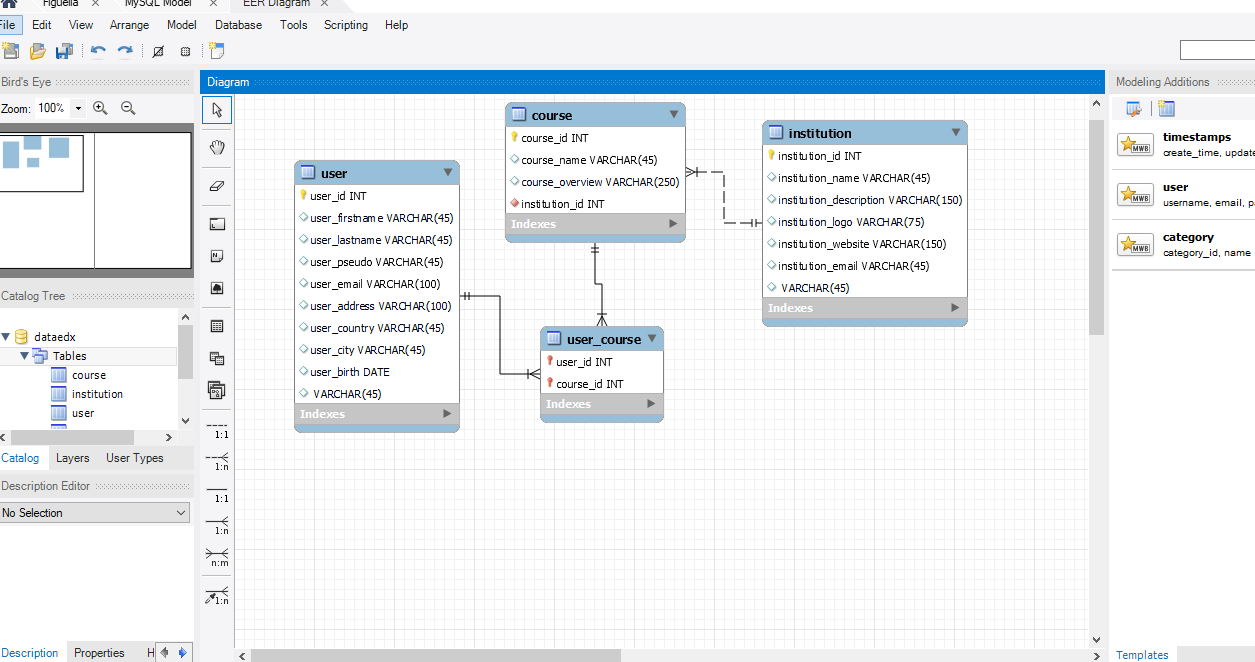 Figuella
MySQL Model
EER Diagram
File Edit View Arrange Model Database Tools Scripting Help
Bird's Eye
Zoom: 100%
Catalog Tree
dataedx
Tables
course
institution
user
Catalog Layers User Types
Description Editor
No Selection
Description Properties H
Diagram
1:1
1:n
1:1
1:n
n:m
1:n
user
user_id INT
user_firstname VARCHAR(45)
user_lastname VARCHAR(45)
user_pseudo VARCHAR(45)
user_email VARCHAR(100)
user_address VARCHAR(100)
user_country VARCHAR(45)
user_city VARCHAR(45)
user_birth DATE
VARCHAR(45)
Indexes
course
course_id INT
course_name VARCHAR(45)
course_overview VARCHAR(250)
institution_id INT
Indexes
user_course
user_id INT
course_id INT
Indexes
institution
institution_id INT
institution_name VARCHAR(45)
institution_description VARCHAR(150)
institution_logo VARCHAR(75)
institution_website VARCHAR(150)
institution_email VARCHAR(45)
VARCHAR(45)
Indexes
Modeling Additions
MWB
timestamps
create_time, update
MWB
user
username, email, pa
MWB
category
category_id, name
Templates